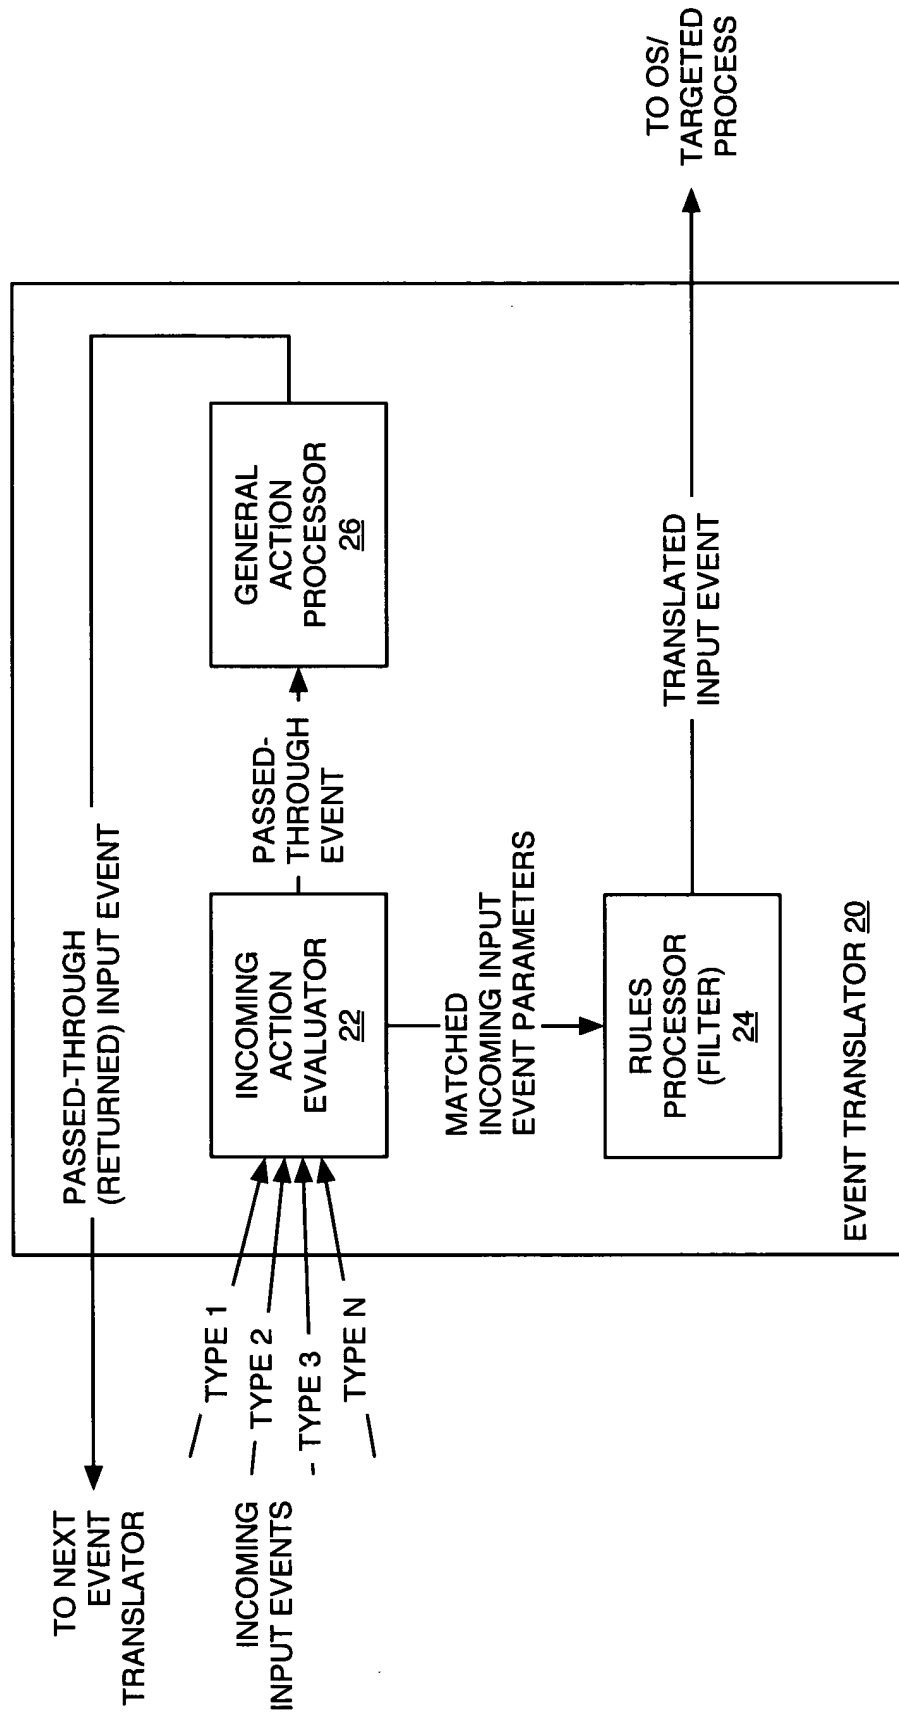 TO NEXT
EVENT
TRANSLATOR
PASSED-THROUGH
(RETURNED) INPUT EVENT
INCOMING
INPUT EVENTS
TYPE 1
TYPE 2
TYPE 3
TYPE N
INCOMING
ACTION
EVALUATOR
22
PASSED-
THROUGH
EVENT
GENERAL
ACTION
PROCESSOR
26
MATCHED
INCOMING INPUT
EVENT PARAMETERS
RULES
PROCESSOR
(FILTER)
24
TRANSLATED
INPUT EVENT
TO OS/
TARGETED
PROCESS
EVENT TRANSLATOR 20